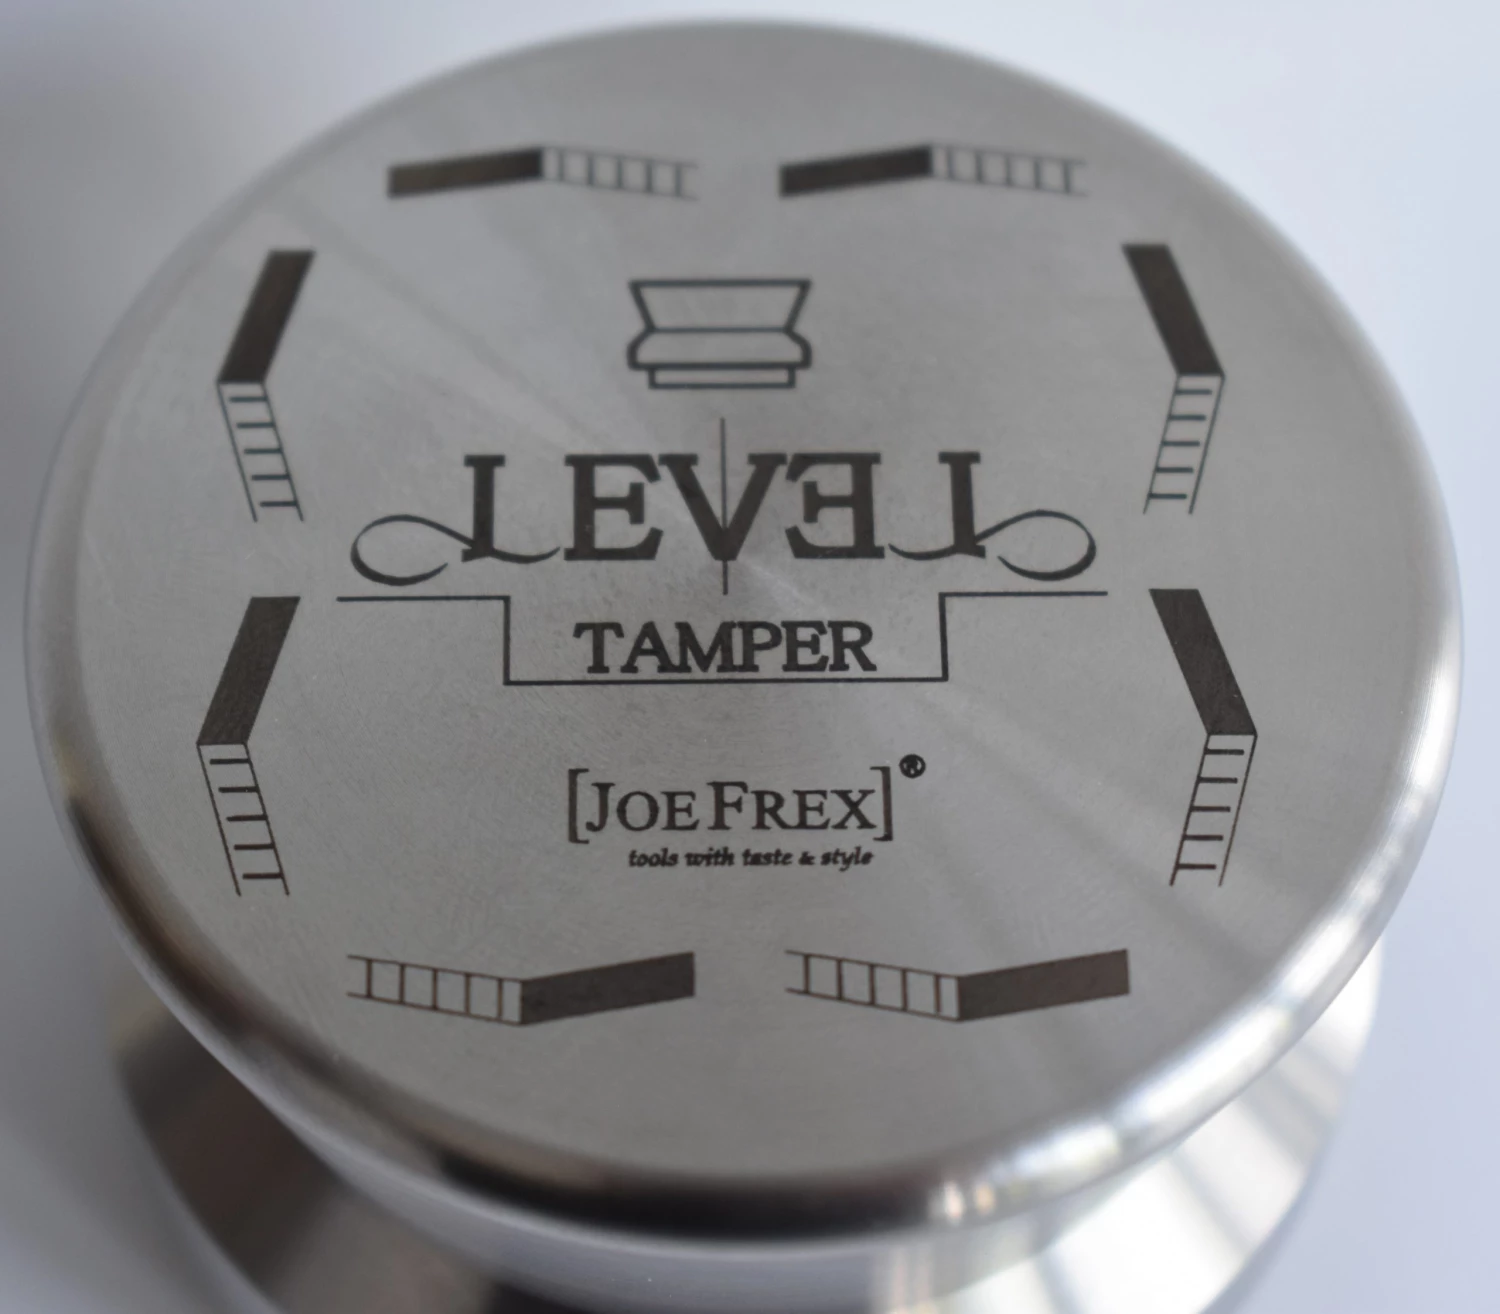 LEVEL
TAMPER
[JOEFREX]®
tools with taste & style